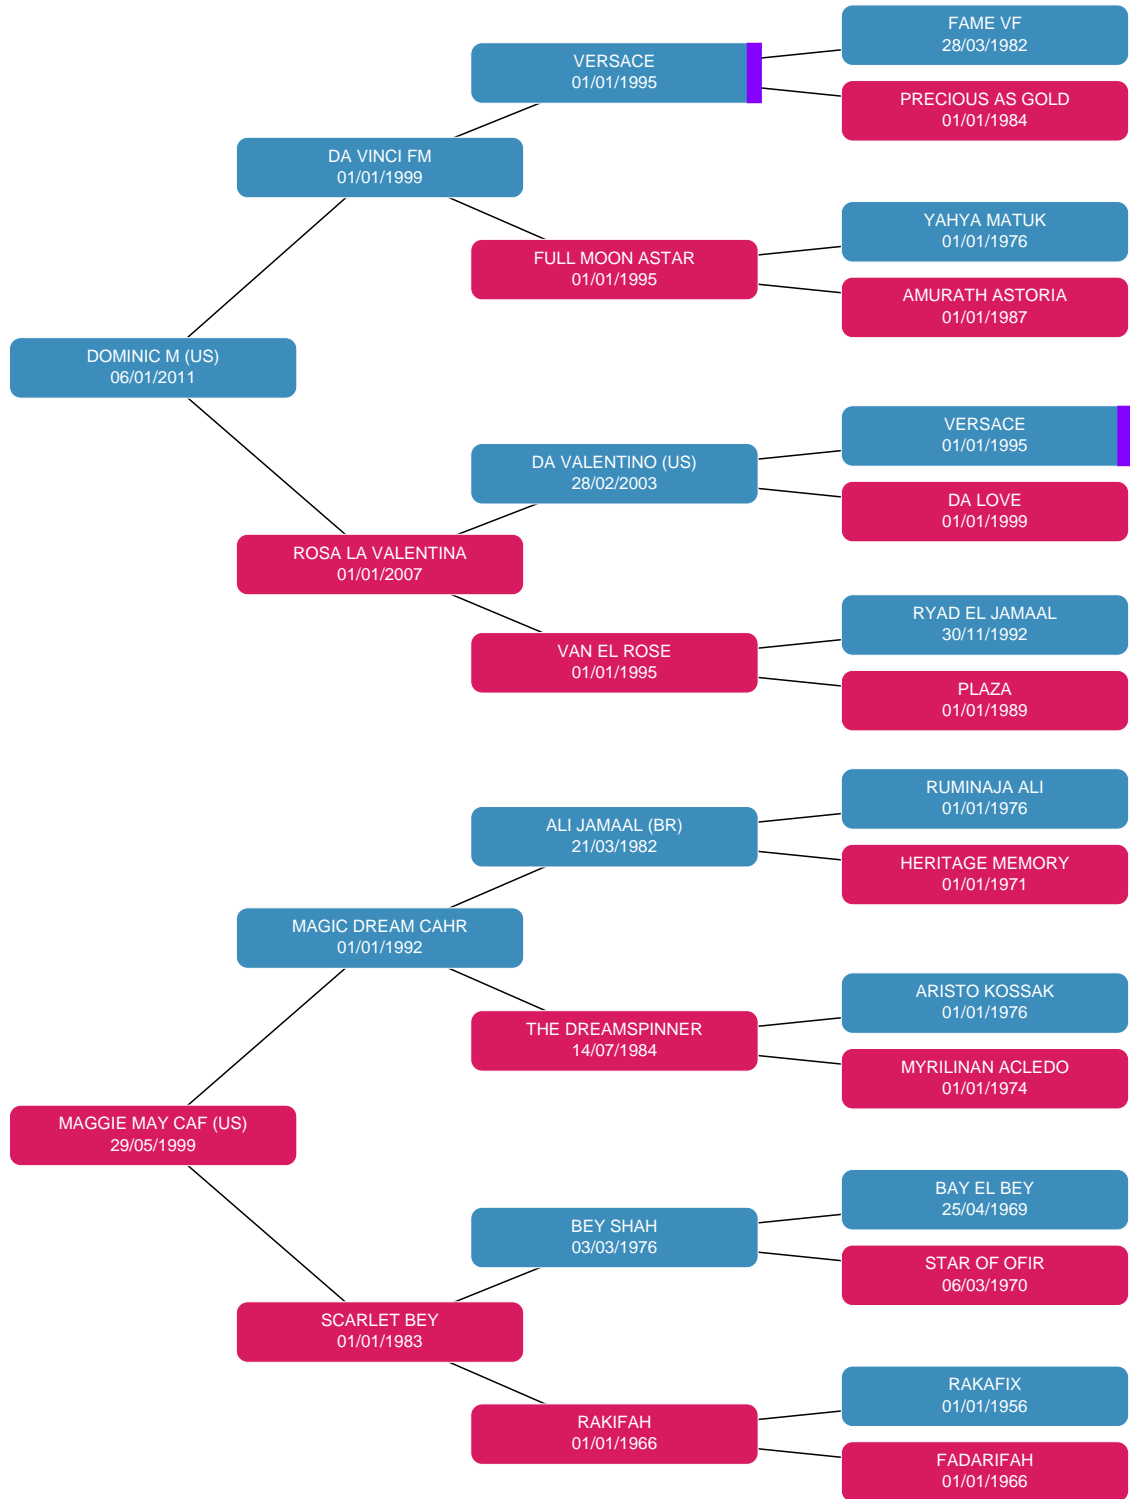 FAME VF
28/03/1982
VERSACE
01/01/1995
PRECIOUS AS GOLD
01/01/1984
DA VINCI FM
01/01/1999
YAHYA MATUK
01/01/1976
FULL MOON ASTAR
01/01/1995
AMURATH ASTORIA
01/01/1987
DOMINIC M (US)
06/01/2011
VERSACE
01/01/1995
DA VALENTINO (US)
28/02/2003
DA LOVE
01/01/1999
ROSA LA VALENTINA
01/01/2007
RYAD EL JAMAAL
30/11/1992
VAN EL ROSE
01/01/1995
PLAZA
01/01/1989
RUMINAJA ALI
01/01/1976
ALI JAMAAL (BR)
21/03/1982
HERITAGE MEMORY
01/01/1971
MAGIC DREAM CAHR
01/01/1992
ARISTO KOSSAK
01/01/1976
THE DREAMSPINNER
14/07/1984
MYRILINAN ACLEDO
01/01/1974
MAGGIE MAY CAF (US)
29/05/1999
BAY EL BEY
25/04/1969
BEY SHAH
03/03/1976
STAR OF OFIR
06/03/1970
SCARLET BEY
01/01/1983
RAKAFIX
01/01/1956
RAKIFAH
01/01/1966
FADARIFAH
01/01/1966